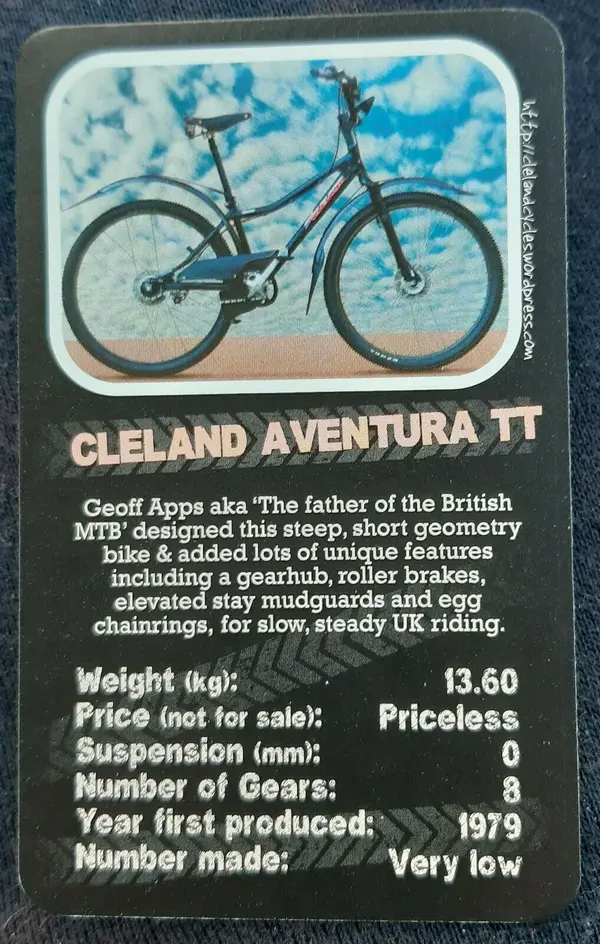 http://clelandcycles.wordpress.com
CLELAND AVENTURA TT
Geoff Apps aka ‘The father of the British
MTB’ designed this steep, short geometry
bike & added lots of unique features
including a gearhub, roller brakes,
elevated stay mudguards and egg
chainrings, for slow, steady UK riding.
Weight (kg): 13.60
Price (not for sale): Priceless
Suspension (mm): 0
Number of Gears: 8
Year first produced: 1979
Number made: Very low